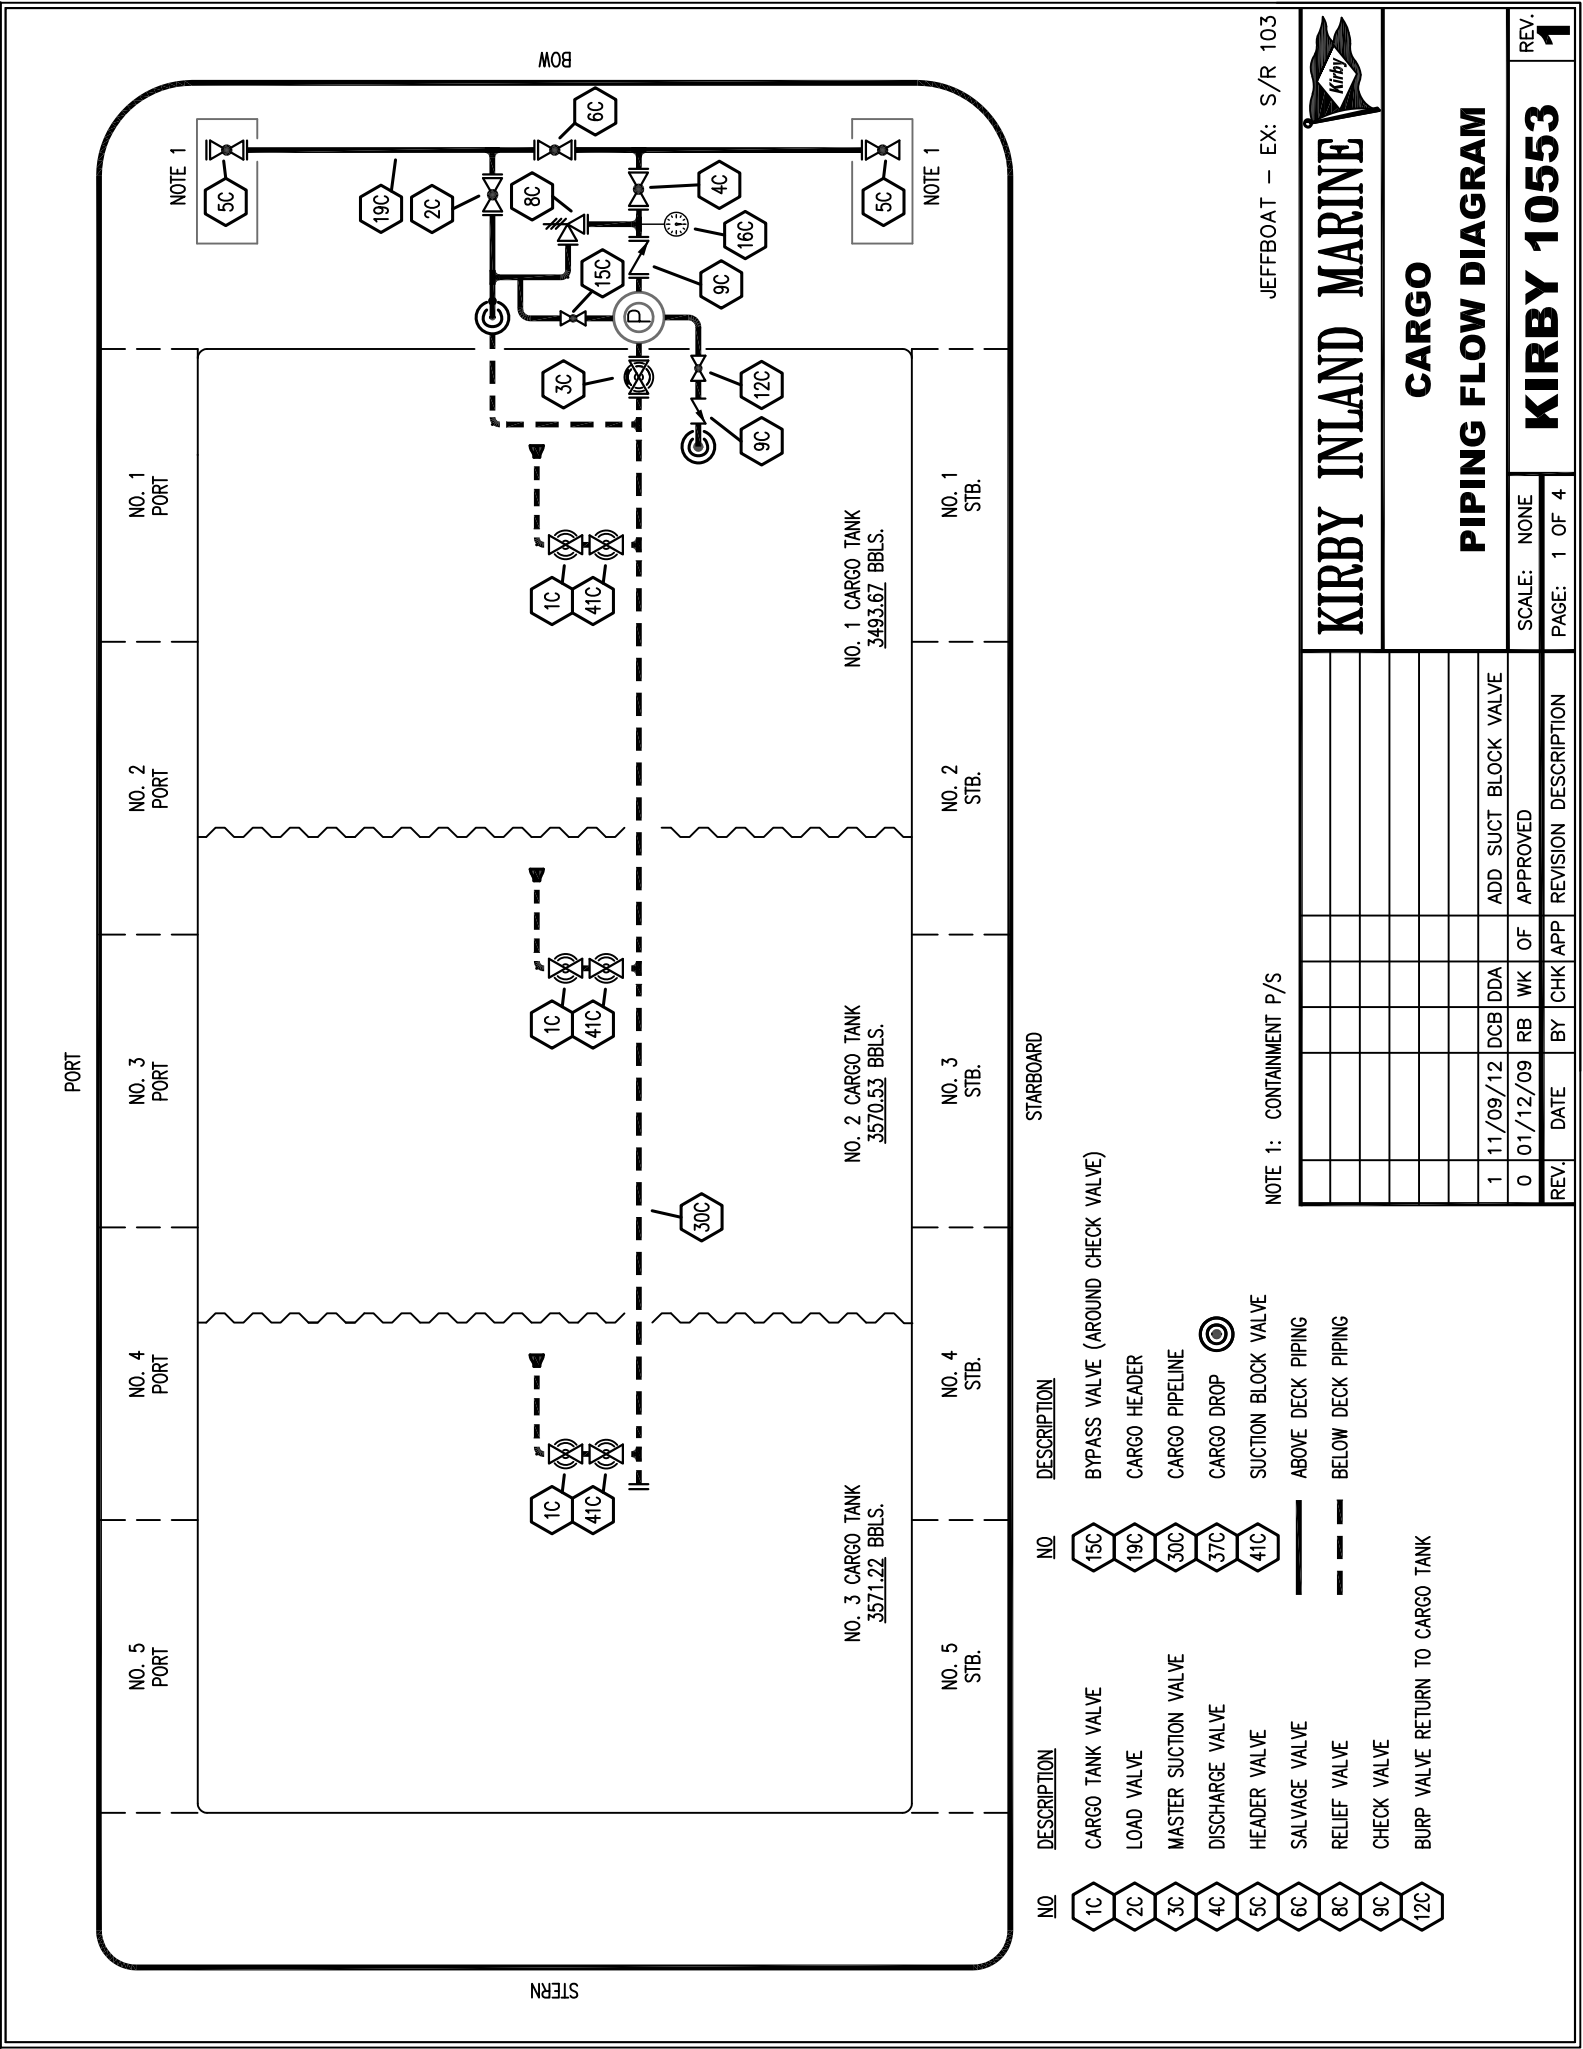 PORT
STERN
BOW
STARBOARD
NO. 5
PORT
NO. 4
PORT
NO. 3
PORT
NO. 2
PORT
NO. 1
PORT
NOTE 1
5C
19C
2C
6C
8C
15C
3C
P
4C
16C
9C
12C
9C
5C
NOTE 1
1C
41C
1C
41C
1C
41C
30C
NO. 3 CARGO TANK
3571.22 BBLS.
NO. 2 CARGO TANK
3570.53 BBLS.
NO. 1 CARGO TANK
3493.67 BBLS.
NO. 5
STB.
NO. 4
STB.
NO. 3
STB.
NO. 2
STB.
NO. 1
STB.
NO DESCRIPTION
1C CARGO TANK VALVE
2C LOAD VALVE
3C MASTER SUCTION VALVE
4C DISCHARGE VALVE
5C HEADER VALVE
6C SALVAGE VALVE
8C RELIEF VALVE
9C CHECK VALVE
12C BURP VALVE RETURN TO CARGO TANK
NO DESCRIPTION
15C BYPASS VALVE (AROUND CHECK VALVE)
19C CARGO HEADER
30C CARGO PIPELINE
37C CARGO DROP
41C SUCTION BLOCK VALVE
ABOVE DECK PIPING
BELOW DECK PIPING
NOTE 1: CONTAINMENT P/S
JEFFBOAT - EX: S/R 103
1 11/09/12 DCB DDA ADD SUCT BLOCK VALVE
0 01/12/09 RB WK OF APPROVED
REV. DATE BY CHK APP REVISION DESCRIPTION
KIRBY INLAND MARINE
Kirby
CARGO
PIPING FLOW DIAGRAM
SCALE: NONE
PAGE: 1 OF 4
KIRBY 10553
REV.
1